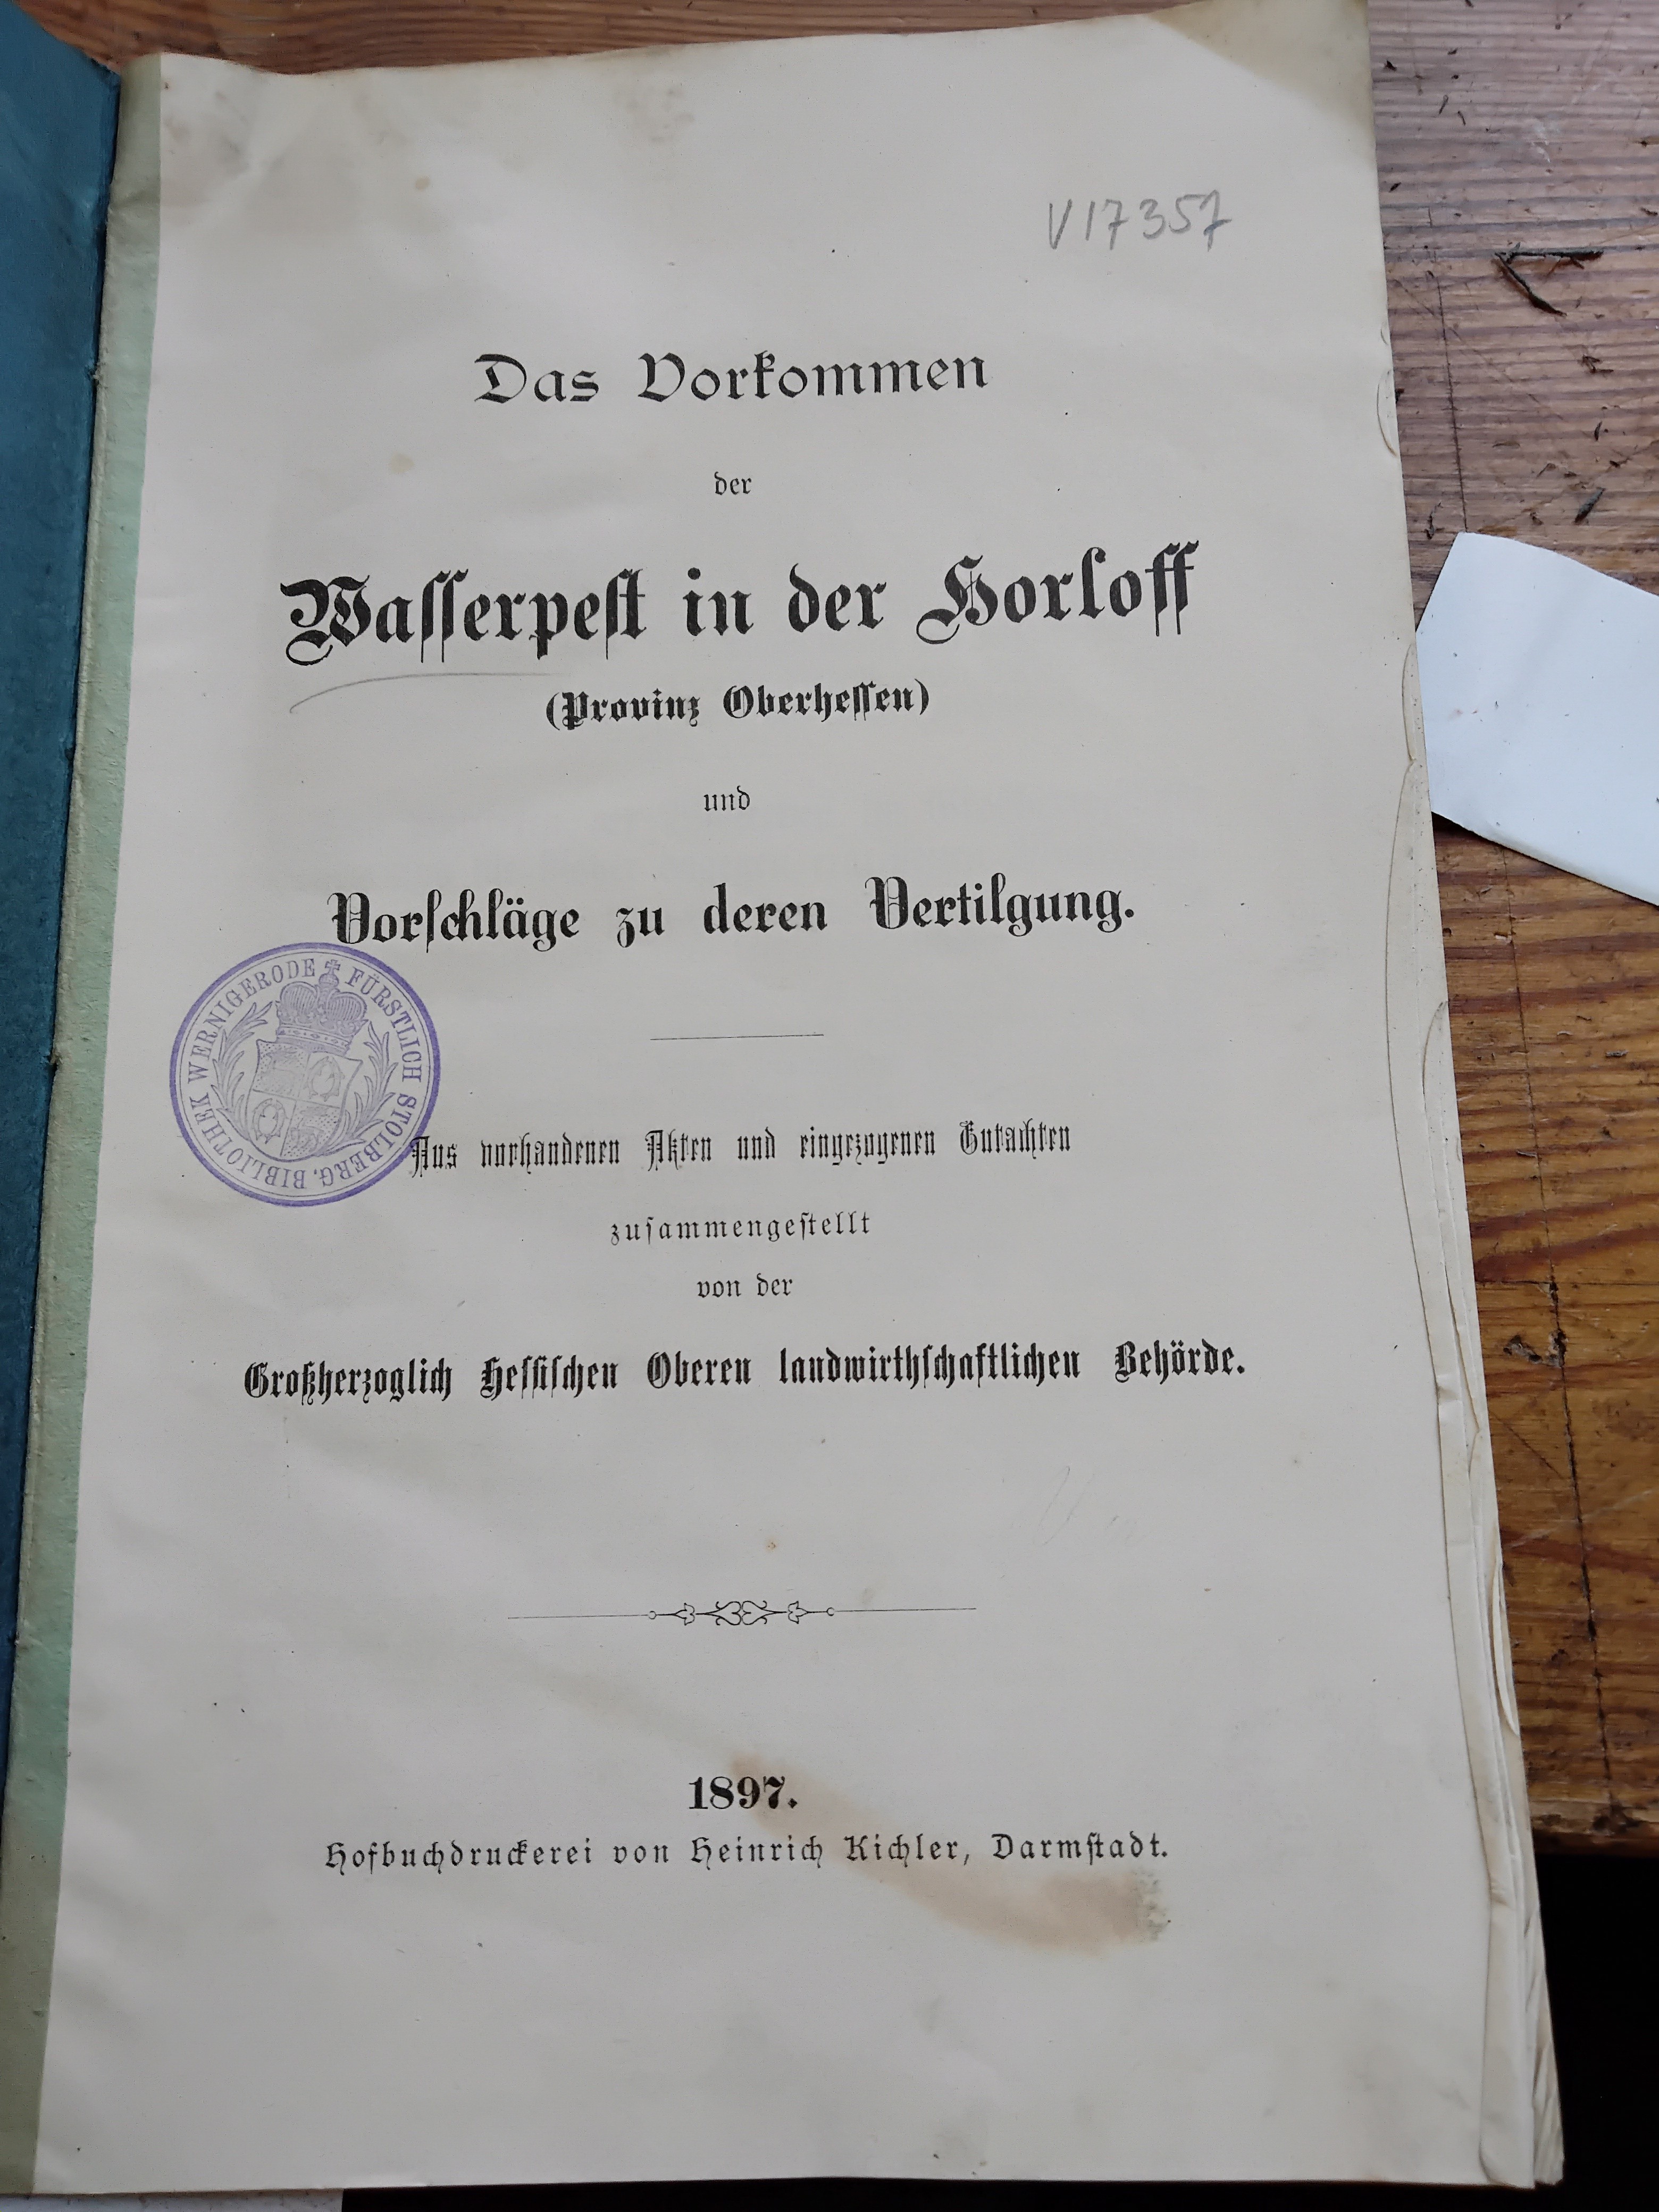 V 17357
Das Vorkommen
der
Wasserpest in der Horloff
(Provinz Oberhessen)
und
Vorschläge zu deren Vertilgung.
FÜRSTLICH STOLBERG. BIBLIOTHEK WERNIGERODE
Aus vorhandenen Akten und eingezogenen Gutachten
zusammengestellt
von der
Großherzoglich Hessischen Oberen landwirthschaftlichen Behörde.
1897.
Hofbuchdruckerei von Heinrich Kichler, Darmstadt.